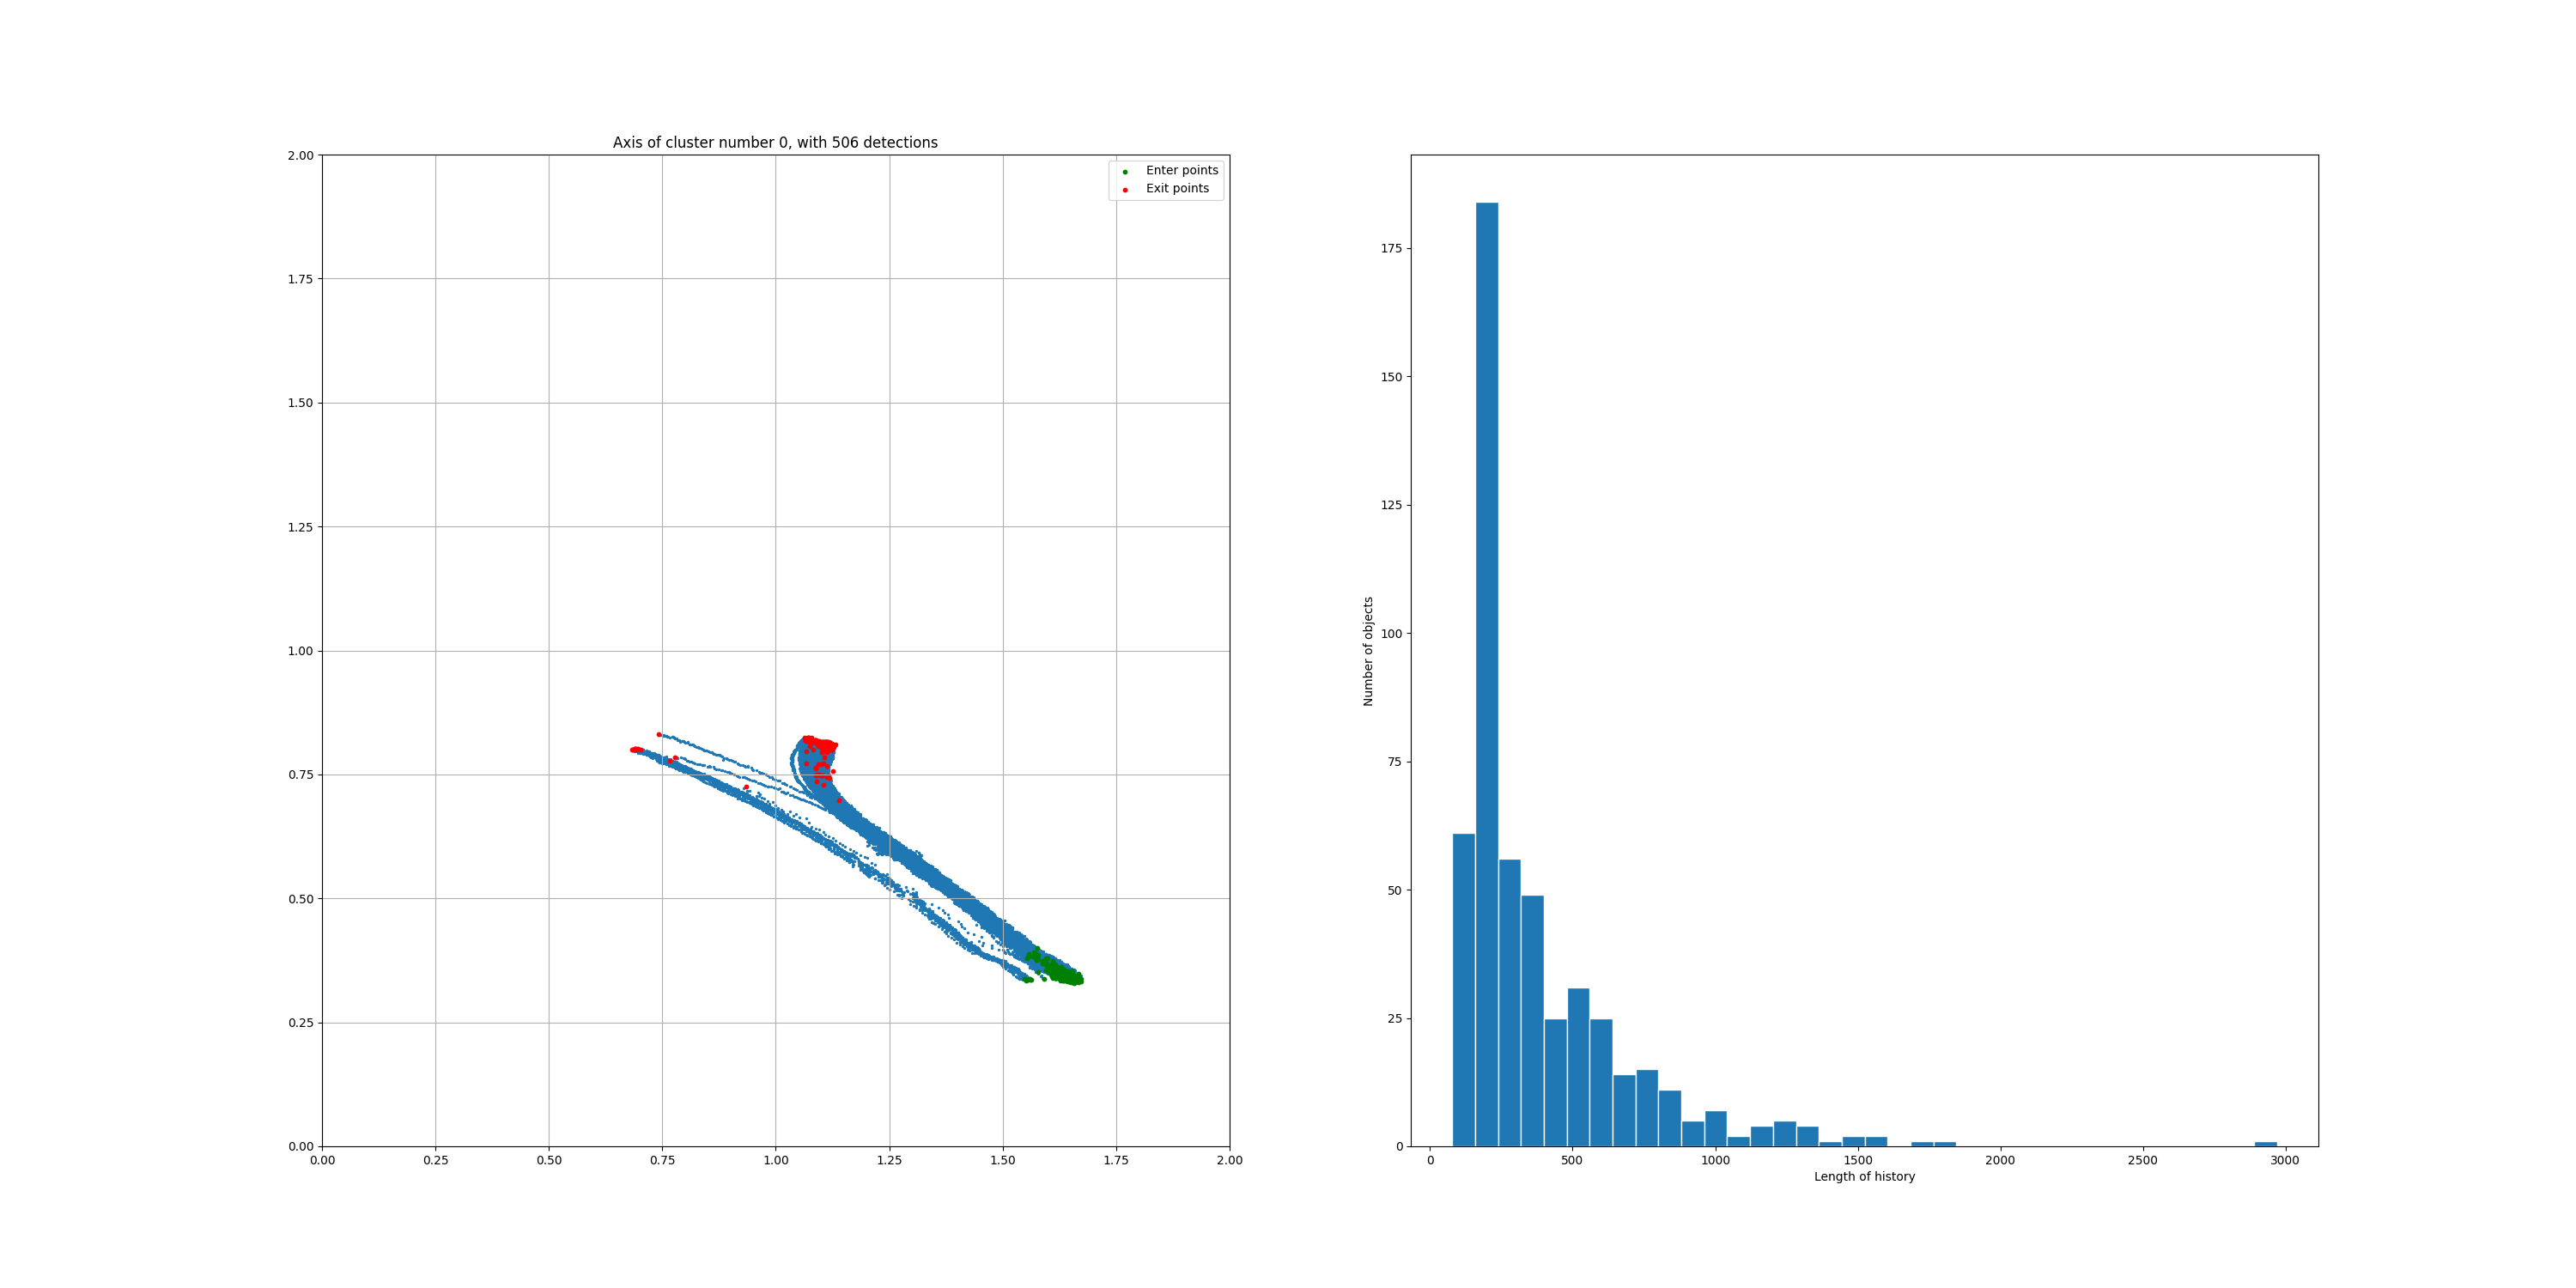 Axis of cluster number 0, with 506 detections
Enter points
Exit points
2.00
1.75
1.50
1.25
1.00
0.75
0.50
0.25
0.00
0.00 0.25 0.50 0.75 1.00 1.25 1.50 1.75 2.00
Number of objects
175
150
125
100
75
50
25
0
0 500 1000 1500 2000 2500 3000
Length of history